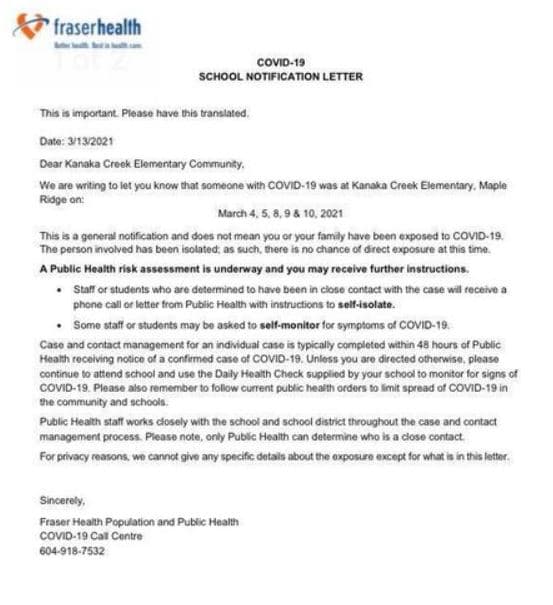 fraserhealth
Better health. Best in health care.
COVID-19
SCHOOL NOTIFICATION LETTER
This is important. Please have this translated.
Date: 3/13/2021
Dear Kanaka Creek Elementary Community,
We are writing to let you know that someone with COVID-19 was at Kanaka Creek Elementary, Maple
Ridge on:
March 4, 5, 8, 9 & 10, 2021
This is a general notification and does not mean you or your family have been exposed to COVID-19.
The person involved has been isolated; as such, there is no chance of direct exposure at this time.
A Public Health risk assessment is underway and you may receive further instructions.
• Staff or students who are determined to have been in close contact with the case will receive a
phone call or letter from Public Health with instructions to self-isolate.
• Some staff or students may be asked to self-monitor for symptoms of COVID-19.
Case and contact management for an individual case is typically completed within 48 hours of Public
Health receiving notice of a confirmed case of COVID-19. Unless you are directed otherwise, please
continue to attend school and use the Daily Health Check supplied by your school to monitor for signs of
COVID-19. Please also remember to follow current public health orders to limit spread of COVID-19 in
the community and schools.
Public Health staff works closely with the school and school district throughout the case and contact
management process. Please note, only Public Health can determine who is a close contact.
For privacy reasons, we cannot give any specific details about the exposure except for what is in this letter.
Sincerely,
Fraser Health Population and Public Health
COVID-19 Call Centre
604-918-7532